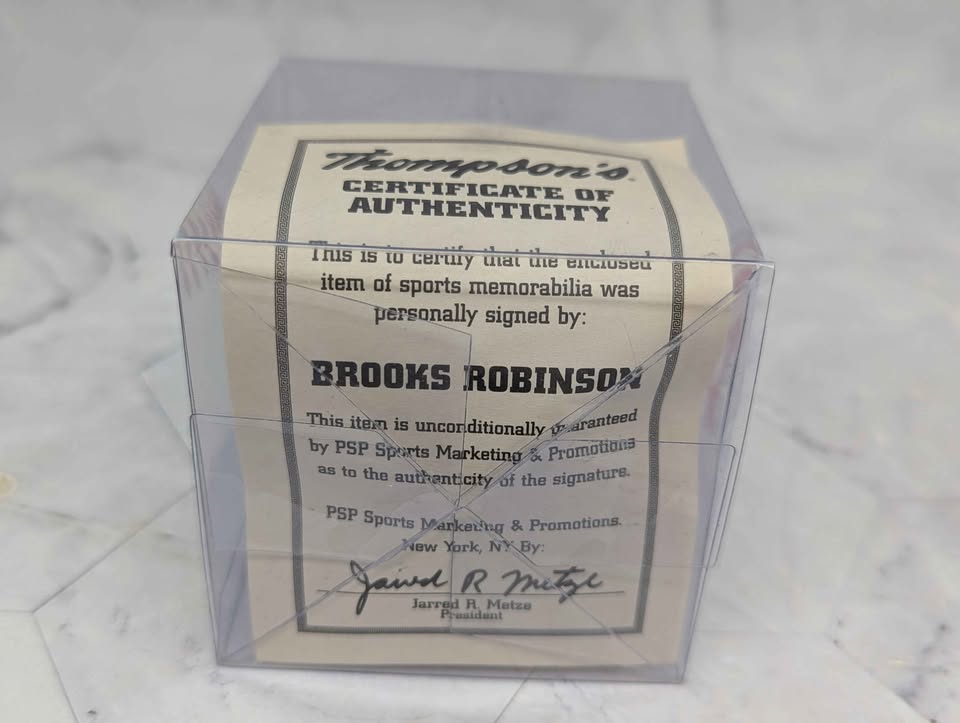 Thompson's.
CERTIFICATE OF
AUTHENTICITY
This is to certify that the enclosed
item of sports memorabilia was
personally signed by:
BROOKS ROBINSON
This item is unconditionally guaranteed
by PSP Sports Marketing & Promotions
as to the authenticity of the signature.
PSP Sports Marketing & Promotions.
New York, NY By:
Jarred R Metze
Jarred R. Metze
President